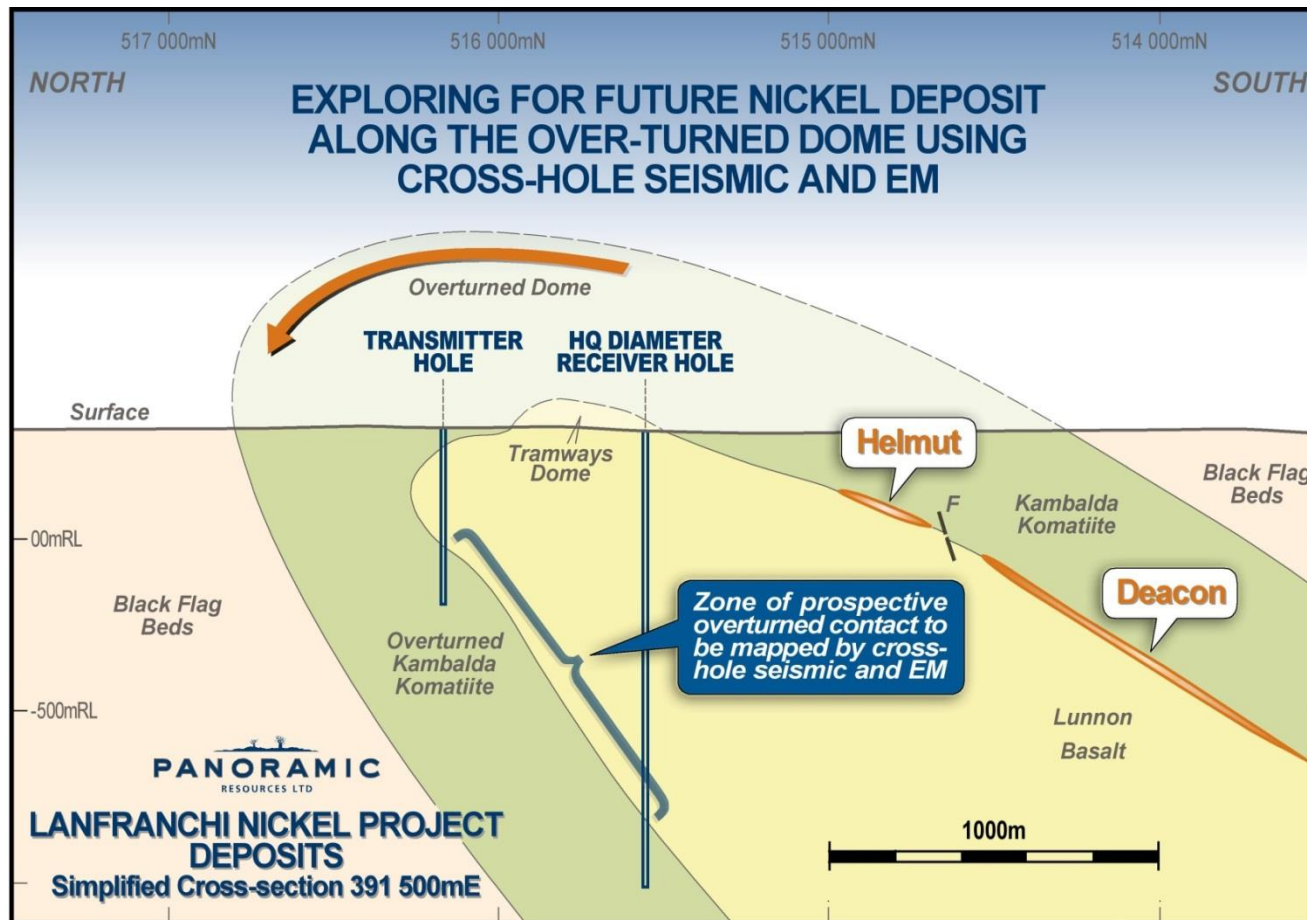 517 000mN
516 000mN
515 000mN
514 000mN
NORTH
SOUTH
EXPLORING FOR FUTURE NICKEL DEPOSIT
ALONG THE OVER-TURNED DOME USING
CROSS-HOLE SEISMIC AND EM
Overturned Dome
TRANSMITTER
HOLE
HQ DIAMETER
RECEIVER HOLE
Surface
Tramways
Dome
Helmut
F
Kambalda
Komatiite
Black Flag
Beds
00mRL
Deacon
Black Flag
Beds
Zone of prospective
overturned contact to
be mapped by cross-
hole seismic and EM
Overturned
Kambalda
Komatiite
-500mRL
Lunnon
Basalt
PANORAMIC
RESOURCES LTD
LANFRANCHI NICKEL PROJECT
DEPOSITS
Simplified Cross-section 391 500mE
1000m